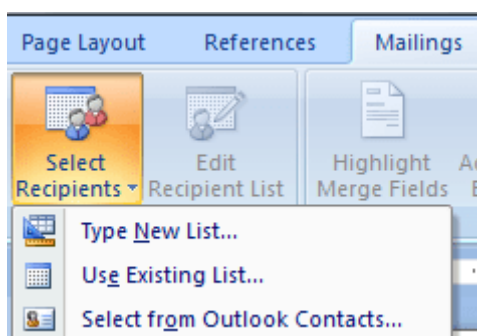 Page Layout References Mailings
Select Edit Highlight
Recipients Recipient List Merge Fields
Type New List...
Use Existing List...
Select from Outlook Contacts...